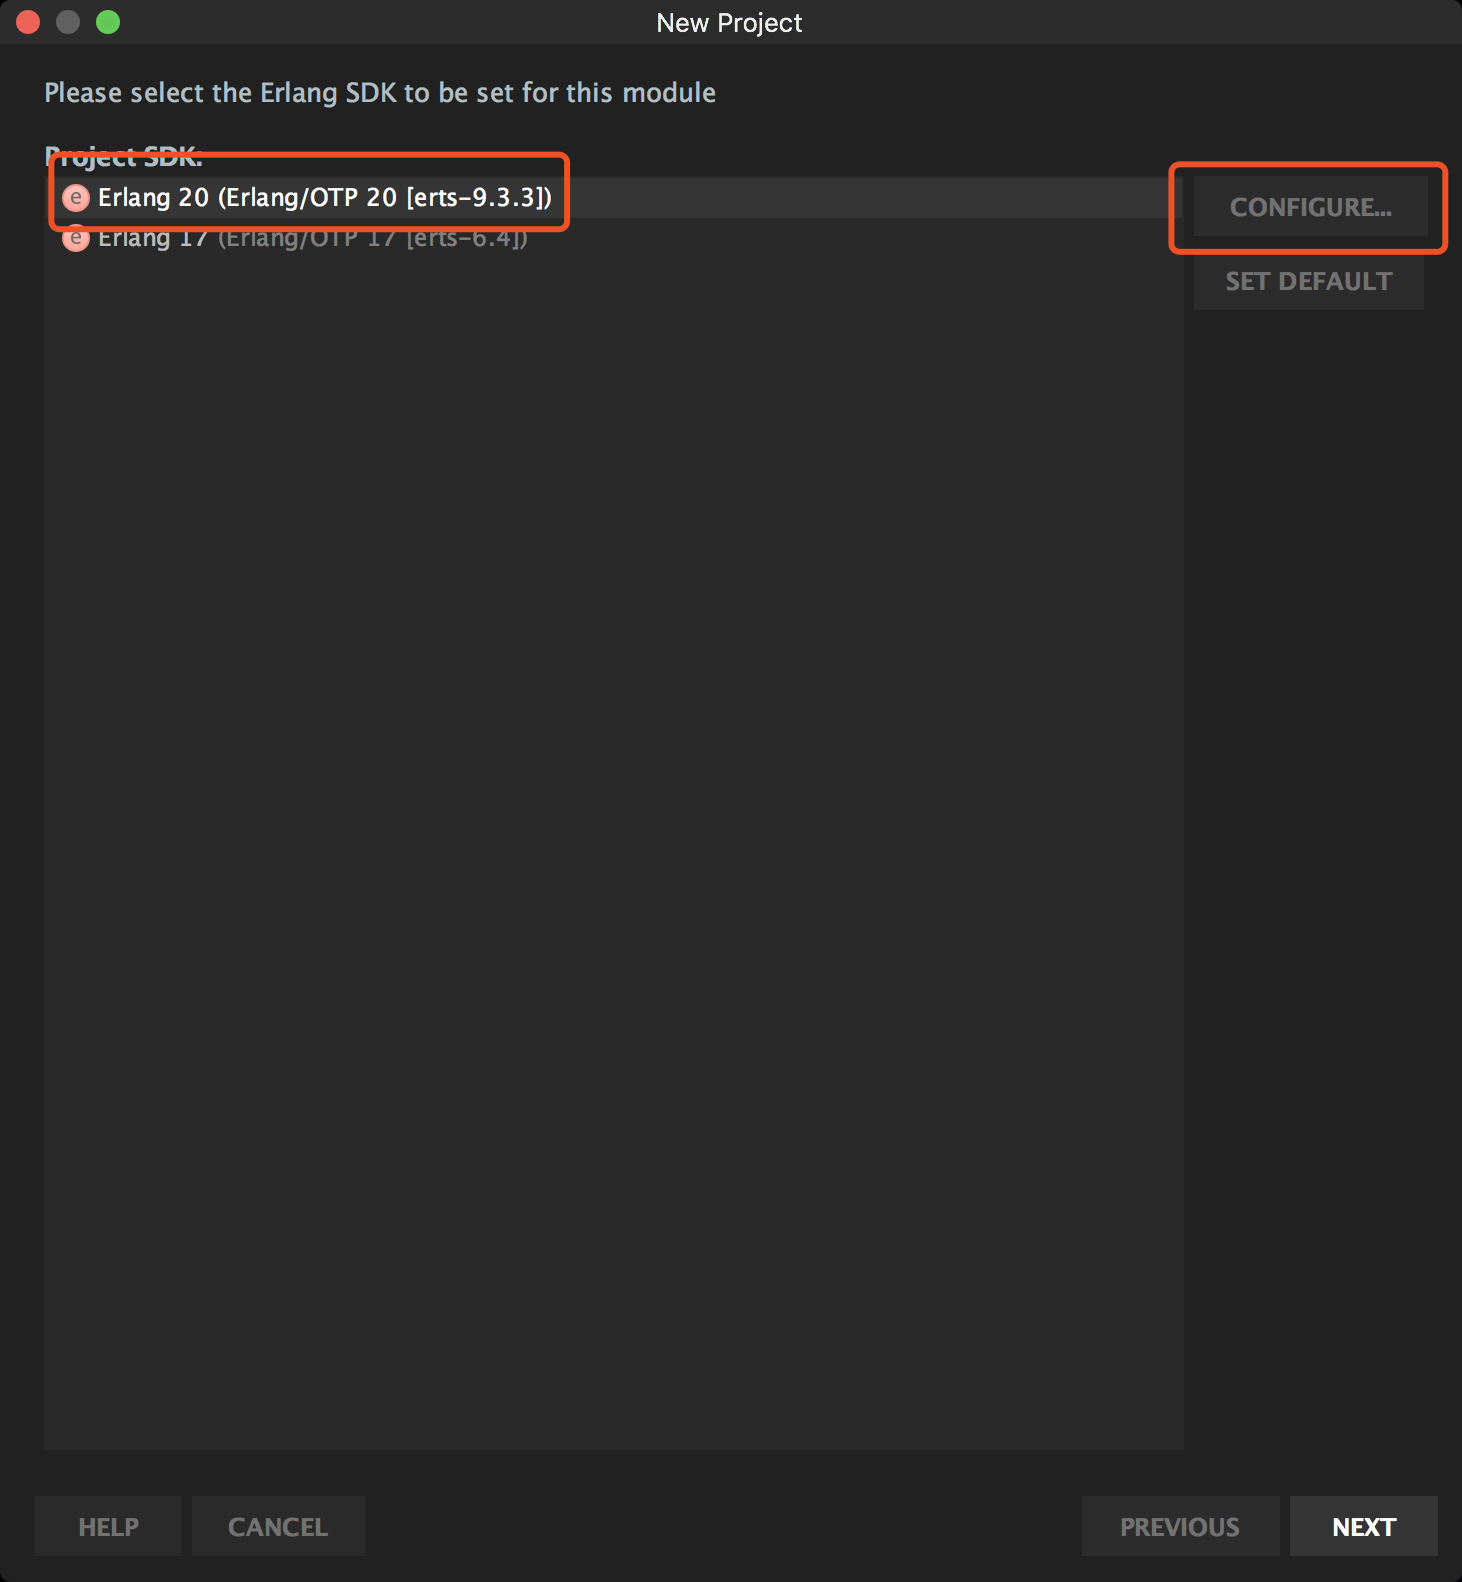 New Project
Please select the Erlang SDK to be set for this module
Project SDK:
e Erlang 20 (Erlang/OTP 20 [erts-9.3.3])
e Erlang 17 (Erlang/OTP 17 [erts-6.4])
CONFIGURE...
SET DEFAULT
HELP
CANCEL
PREVIOUS
NEXT